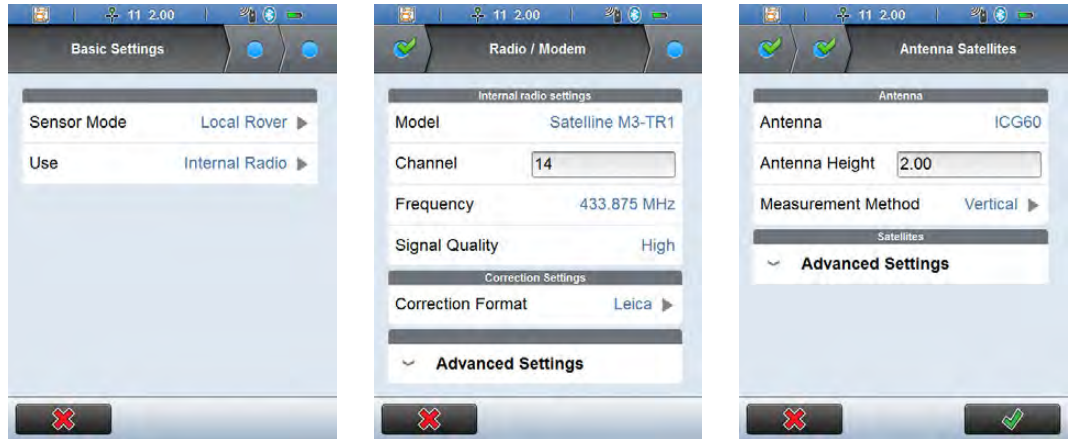 11 2.00
Basic Settings
Sensor Mode Local Rover
Use Internal Radio
11 2.00
Radio / Modem
Internal radio settings
Model Satelline M3-TR1
Channel 14
Frequency 433.875 MHz
Signal Quality High
Correction Settings
Correction Format Leica
Advanced Settings
11 2.00
Antenna Satellites
Antenna
Antenna ICG60
Antenna Height 2.00
Measurement Method Vertical
Satellites
Advanced Settings